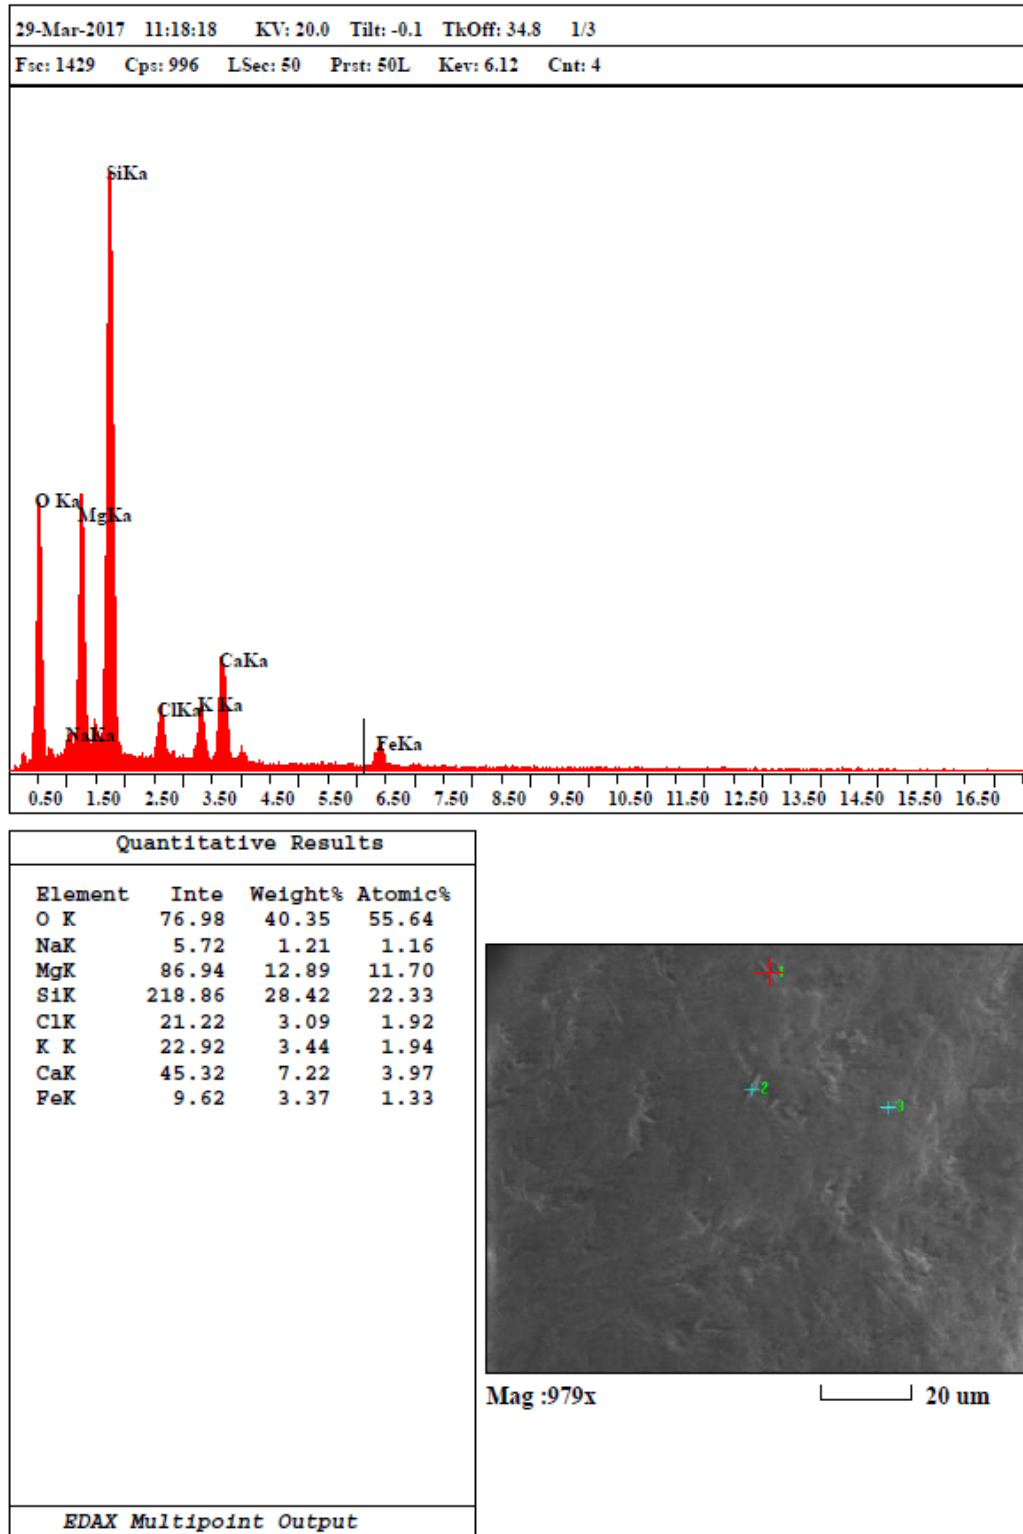 29-Mar-2017 11:18:18 KV: 20.0 Tilt: -0.1 TkOff: 34.8 1/3
Fsc: 1429 Cps: 996 LSec: 50 Prst: 50L Kev: 6.12 Cnt: 4
SiKa
O Ka
MgKa
CaKa
K Ka
ClKa
NaKa
FeKa
0.50 1.50 2.50 3.50 4.50 5.50 6.50 7.50 8.50 9.50 10.50 11.50 12.50 13.50 14.50 15.50 16.50
Quantitative Results
Element Inte Weight% Atomic%
O K 76.98 40.35 55.64
NaK 5.72 1.21 1.16
MgK 86.94 12.89 11.70
SiK 218.86 28.42 22.33
ClK 21.22 3.09 1.92
K K 22.92 3.44 1.94
CaK 45.32 7.22 3.97
FeK 9.62 3.37 1.33
1
2
3
Mag :979x 20 um
EDAX Multipoint Output